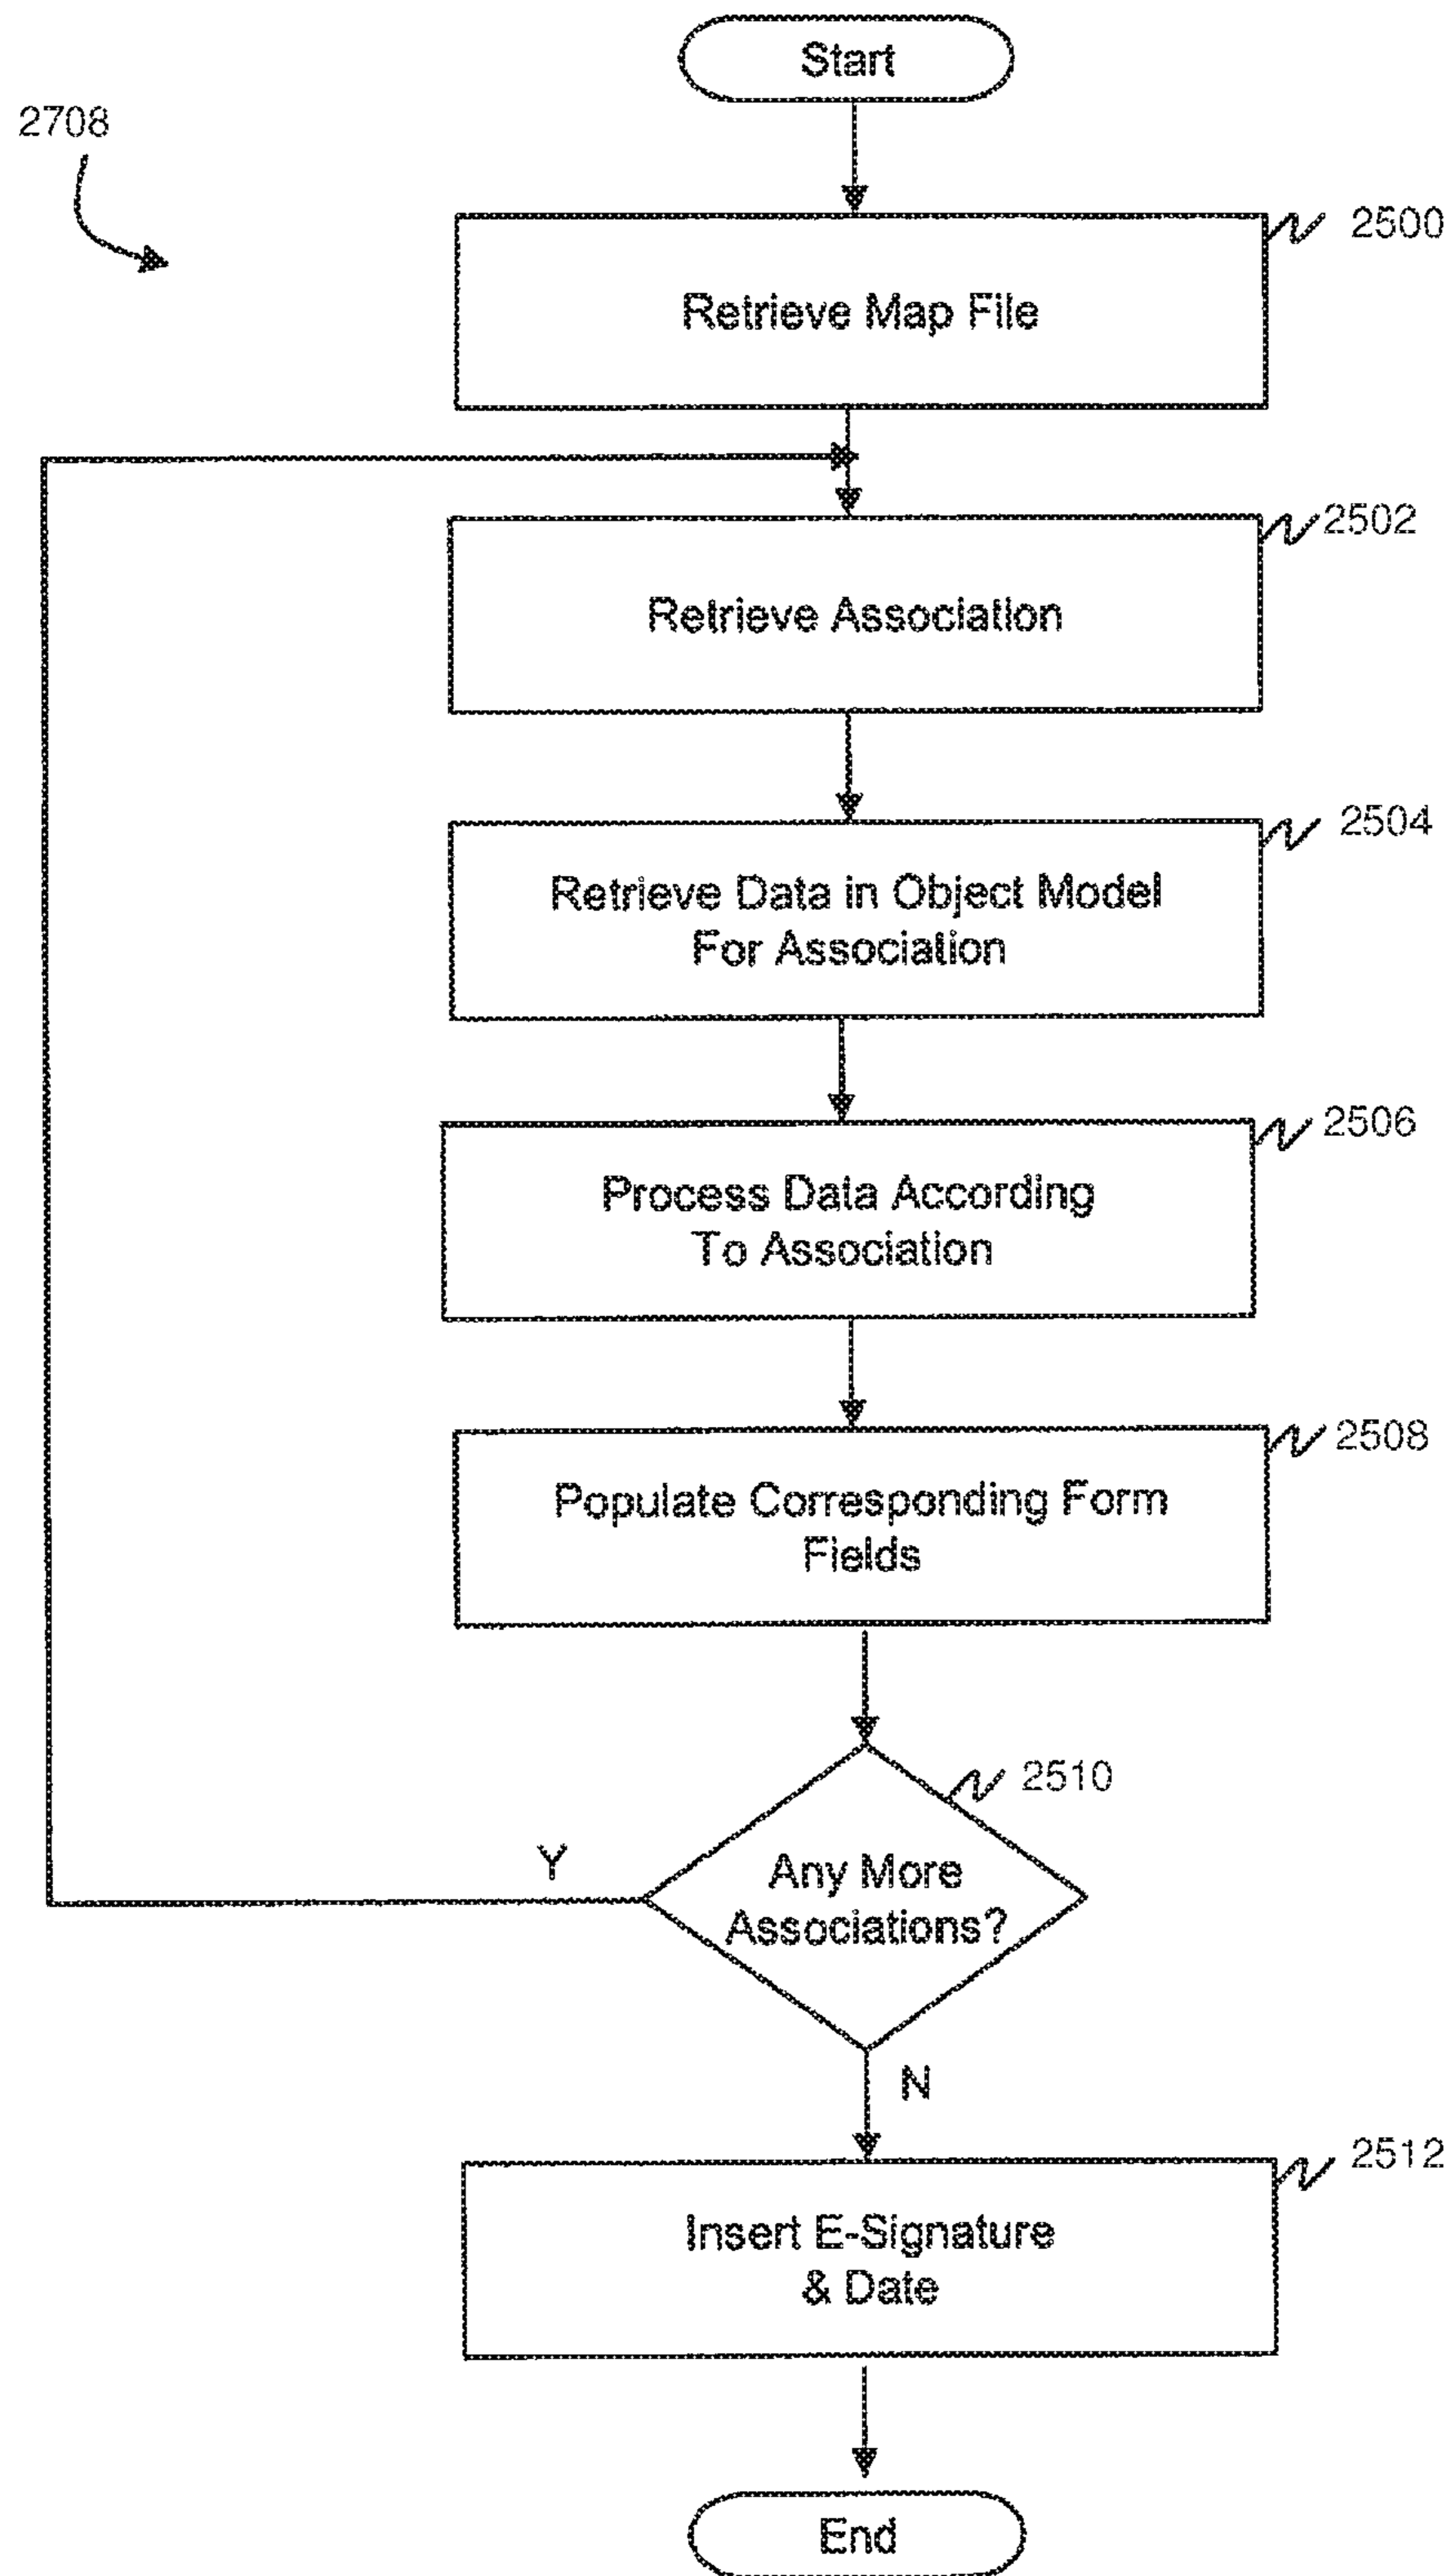 Start
2708
2500
Retrieve Map File
2502
Retrieve Association
2504
Retrieve Data in Object Model
For Association
2506
Process Data According
To Association
2508
Populate Corresponding Form
Fields
2510
Any More
Associations?
Y
N
2512
Insert E-Signature
& Date
End